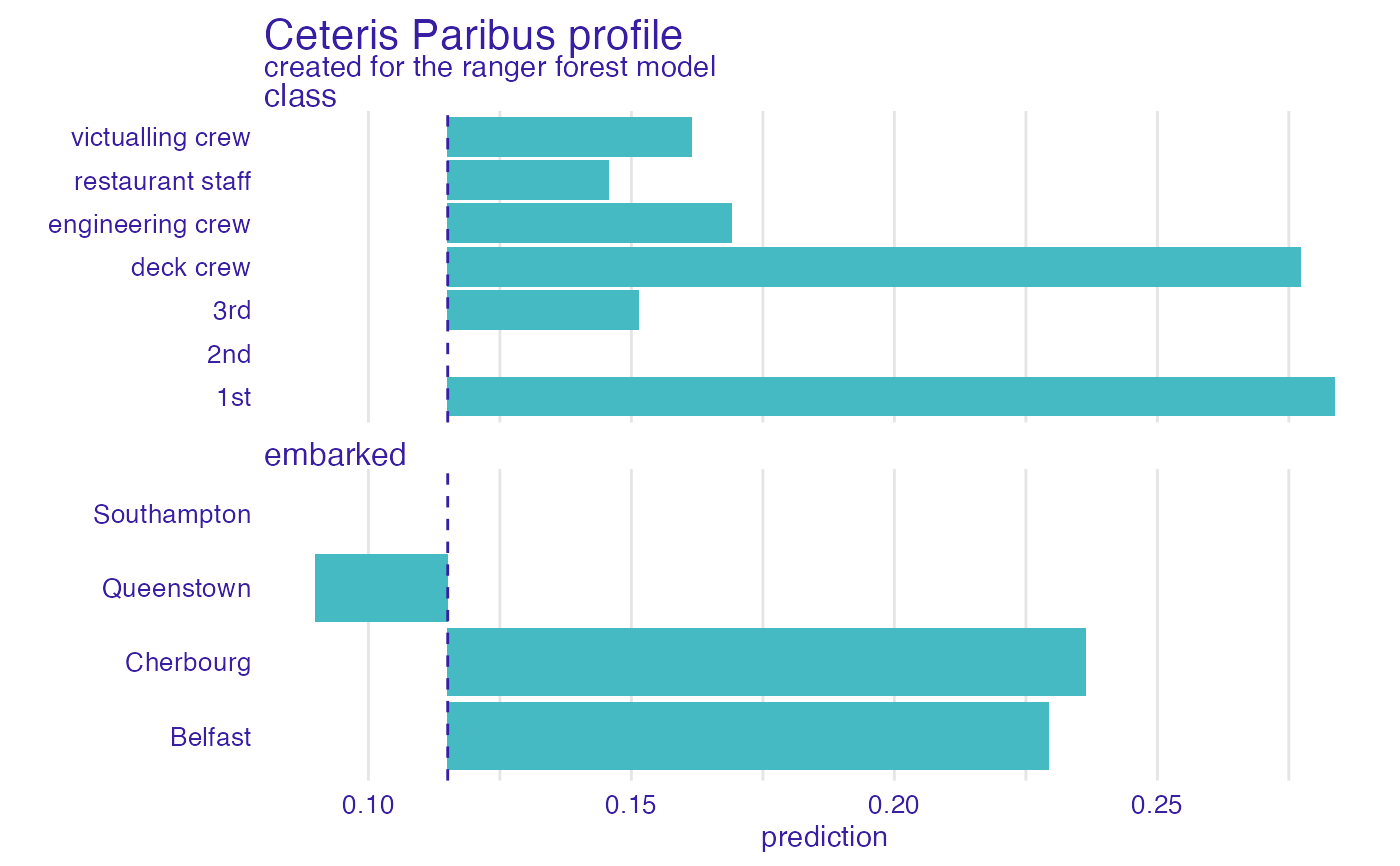 Ceteris Paribus profile
created for the ranger forest model
class
victualling crew
restaurant staff
engineering crew
deck crew
3rd
2nd
1st
embarked
Southampton
Queenstown
Cherbourg
Belfast
0.10 0.15 0.20 0.25
prediction